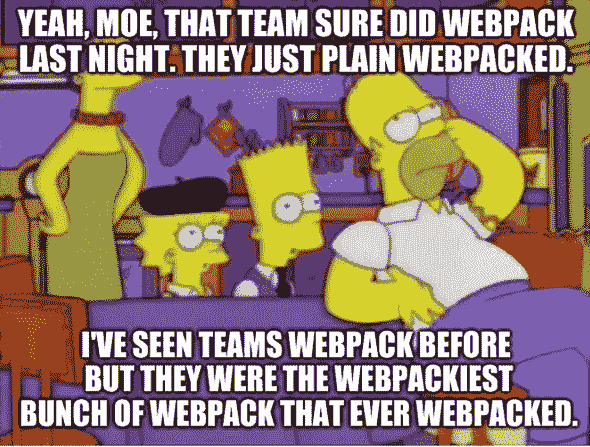 YEAH, MOE, THAT TEAM SURE DID WEBPACK
LAST NIGHT. THEY JUST PLAIN WEBPACKED.
I'VE SEEN TEAMS WEBPACK BEFORE
BUT THEY WERE THE WEBPACKIEST
BUNCH OF WEBPACK THAT EVER WEBPACKED.